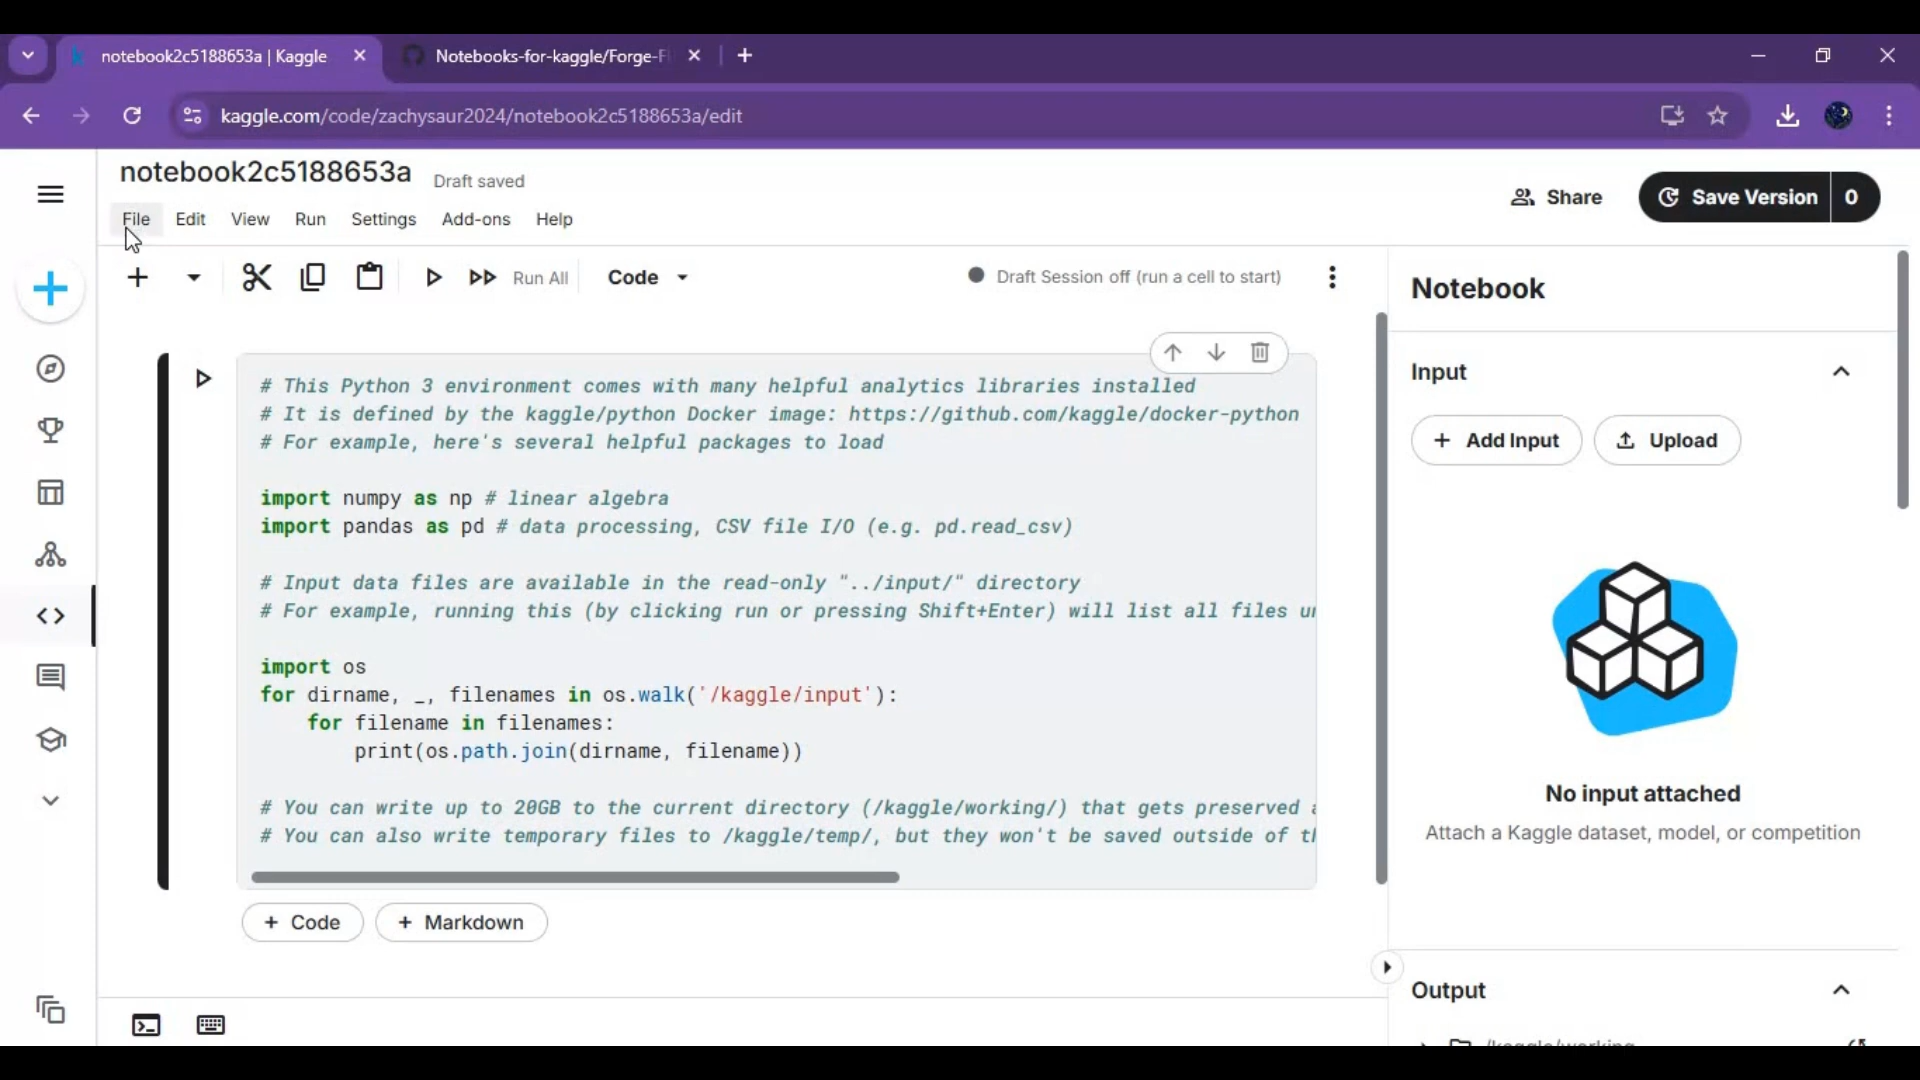 notebook2c5188653a | Kaggle
Notebooks-for-kaggle/Forge-F
kaggle.com/code/zachysaur2024/notebook2c5188653a/edit
notebook2c5188653a Draft saved
File Edit View Run Settings Add-ons Help
Share
Save Version 0
Run All
Code
Draft Session off (run a cell to start)
# This Python 3 environment comes with many helpful analytics libraries installed
# It is defined by the kaggle/python Docker image: https://github.com/kaggle/docker-python
# For example, here's several helpful packages to load
import numpy as np # linear algebra
import pandas as pd # data processing, CSV file I/O (e.g. pd.read_csv)
# Input data files are available in the read-only "../input/" directory
# For example, running this (by clicking run or pressing Shift+Enter) will list all files
import os
for dirname, _, filenames in os.walk('/kaggle/input'):
    for filename in filenames:
        print(os.path.join(dirname, filename))
# You can write up to 20GB to the current directory (/kaggle/working/) that gets preserved
# You can also write temporary files to /kaggle/temp/, but they won't be saved outside of
+ Code
+ Markdown
Notebook
Input
+ Add Input
Upload
No input attached
Attach a Kaggle dataset, model, or competition
Output
/kaggle/working